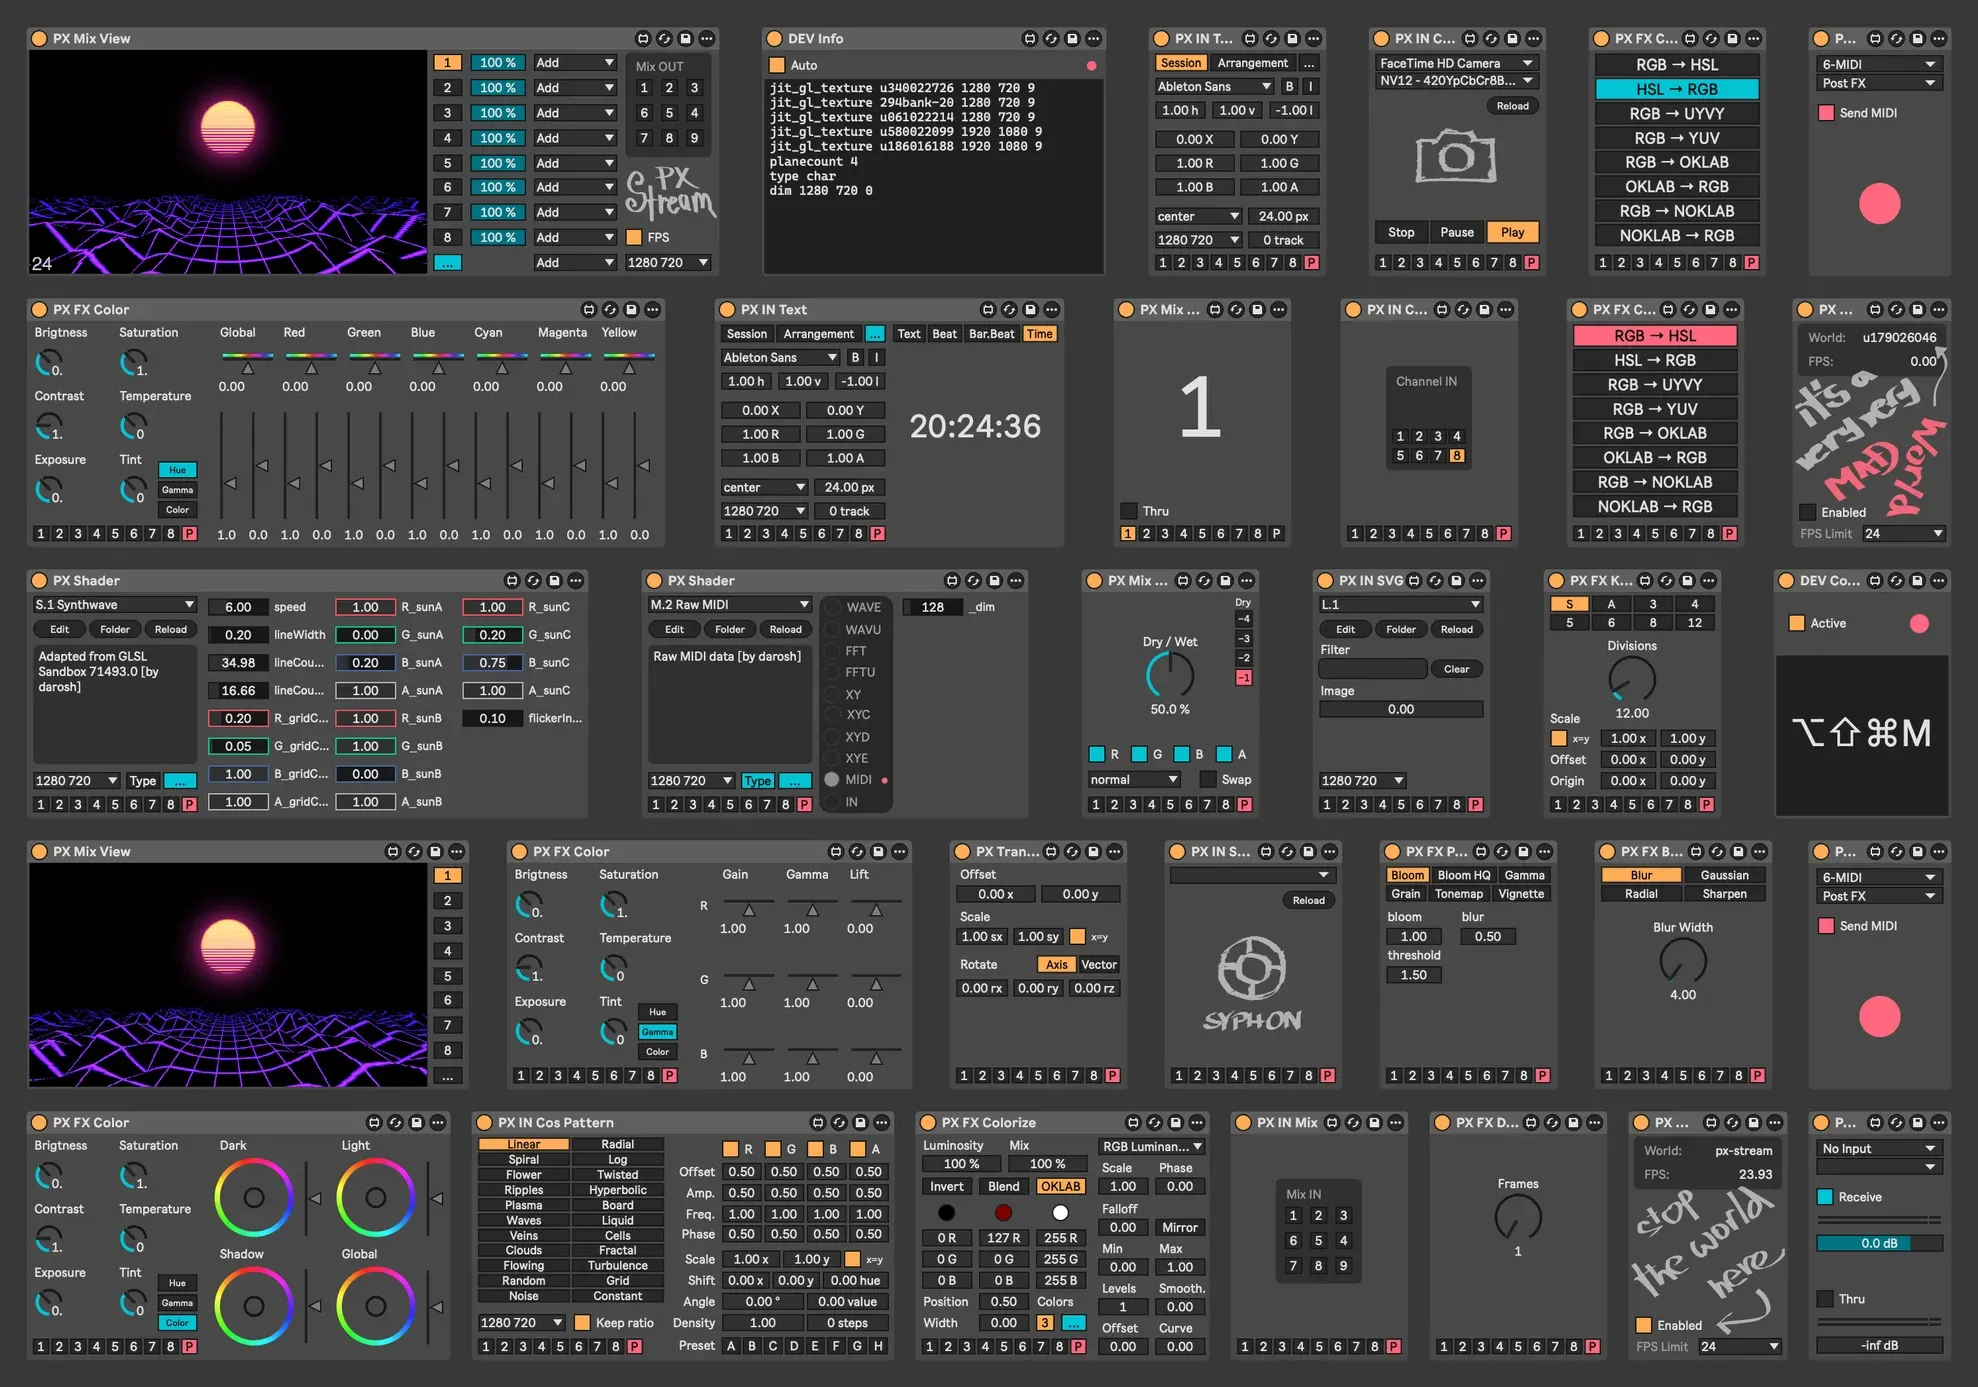 PX Mix View
1 100 % Add
2 100 % Add
3 100 % Add
4 100 % Add
5 100 % Add
6 100 % Add
7 100 % Add
8 100 % Add
... Add
24
Mix OUT
1 2 3
6 5 4
7 8 9
PX
Stream
FPS
1280 720
DEV Info
Auto
jit_gl_texture u340022726 1280 720 9
jit_gl_texture 294bank-20 1280 720 9
jit_gl_texture u061022214 1280 720 9
jit_gl_texture u580022099 1920 1080 9
jit_gl_texture u186016188 1920 1080 9
planecount 4
type char
dim 1280 720 0
PX IN T...
Session Arrangement ...
Ableton Sans B I
1.00 h 1.00 v -1.00 l
0.00 X 0.00 Y
1.00 R 1.00 G
1.00 B 1.00 A
center 24.00 px
1280 720 0 track
1 2 3 4 5 6 7 8 P
PX IN C...
FaceTime HD Camera
NV12 - 420YpCbCr8B...
Reload
Stop Pause Play
1 2 3 4 5 6 7 8 P
PX FX C...
RGB → HSL
HSL → RGB
RGB → UYVY
RGB → YUV
RGB → OKLAB
OKLAB → RGB
RGB → NOKLAB
NOKLAB → RGB
1 2 3 4 5 6 7 8 P
P...
6-MIDI
Post FX
Send MIDI
PX FX Color
Brigtness Saturation
0. 1.
Contrast Temperature
1. 0
Exposure Tint
0. 0
Hue
Gamma
Color
1 2 3 4 5 6 7 8 P
Global Red Green Blue Cyan Magenta Yellow
0.00 0.00 0.00 0.00 0.00 0.00 0.00
1.0 0.0 1.0 0.0 1.0 0.0 1.0 0.0 1.0 0.0 1.0 0.0 1.0 0.0
PX IN Text
Session Arrangement ... Text Beat Bar.Beat Time
Ableton Sans B I
1.00 h 1.00 v -1.00 l
0.00 X 0.00 Y
1.00 R 1.00 G
1.00 B 1.00 A
center 24.00 px
1280 720 0 track
1 2 3 4 5 6 7 8 P
20:24:36
PX Mix ...
1
Thru
1 2 3 4 5 6 7 8 P
PX IN C...
Channel IN
1 2 3 4
5 6 7 8
1 2 3 4 5 6 7 8 P
PX FX C...
RGB → HSL
HSL → RGB
RGB → UYVY
RGB → YUV
RGB → OKLAB
OKLAB → RGB
RGB → NOKLAB
NOKLAB → RGB
1 2 3 4 5 6 7 8 P
PX ...
World: u179026046
FPS: 0.00
it's a
very very
MAD
World
Enabled
FPS Limit 24
PX Shader
S.1 Synthwave
Edit Folder Reload
Adapted from GLSL
Sandbox 71493.0 [by
darosh]
1280 720 Type ...
1 2 3 4 5 6 7 8 P
6.00 speed 1.00 R_sunA 1.00 R_sunC
0.20 lineWidth 0.00 G_sunA 0.20 G_sunC
34.98 lineCou... 0.20 B_sunA 0.75 B_sunC
16.66 lineCou... 1.00 A_sunA 1.00 A_sunC
0.20 R_gridC... 1.00 R_sunB 0.10 flickerIn...
0.05 G_gridC... 1.00 G_sunB
1.00 B_gridC... 0.00 B_sunB
1.00 A_gridC... 1.00 A_sunB
PX Shader
M.2 Raw MIDI
Edit Folder Reload
Raw MIDI data [by darosh]
1280 720 Type ...
1 2 3 4 5 6 7 8 P
WAVE
WAVU
FFT
FFTU
XY
XYC
XYD
XYE
MIDI
IN
128 _dim
PX Mix ...
Dry
-4
-3
-2
-1
Dry / Wet
50.0 %
R G B A
normal Swap
1 2 3 4 5 6 7 8 P
PX IN SVG
L.1
Edit Folder Reload
Filter
Clear
Image
0.00
1280 720
1 2 3 4 5 6 7 8 P
PX FX K...
S A 3 4
5 6 8 12
Divisions
12.00
Scale
x=y 1.00 x 1.00 y
Offset 0.00 x 0.00 y
Origin 0.00 x 0.00 y
1 2 3 4 5 6 7 8 P
DEV Co...
Active
⌥⇧⌘M
PX Mix View
1
2
3
4
5
6
7
8
...
PX FX Color
Brigtness Saturation
0. 1.
Contrast Temperature
1. 0
Exposure Tint
0. 0
Hue
Gamma
Color
1 2 3 4 5 6 7 8 P
Gain Gamma Lift
R
1.00 1.00 0.00
G
1.00 1.00 0.00
B
1.00 1.00 0.00
PX Tran...
Offset
0.00 x 0.00 y
Scale
1.00 sx 1.00 sy x=y
Rotate Axis Vector
0.00 rx 0.00 ry 0.00 rz
1 2 3 4 5 6 7 8 P
PX IN S...
Reload
SYPHON
1 2 3 4 5 6 7 8 P
PX FX P...
Bloom Bloom HQ Gamma
Grain Tonemap Vignette
bloom blur
1.00 0.50
threshold
1.50
1 2 3 4 5 6 7 8 P
PX FX B...
Blur Gaussian
Radial Sharpen
Blur Width
4.00
1 2 3 4 5 6 7 8 P
P...
6-MIDI
Post FX
Send MIDI
PX FX Color
Brigtness Saturation
0. 1.
Contrast Temperature
1. 0
Exposure Tint
0. 0
Hue
Gamma
Color
1 2 3 4 5 6 7 8 P
Dark Light
Shadow Global
PX IN Cos Pattern
Linear Radial
Spiral Log
Flower Twisted
Ripples Hyperbolic
Plasma Board
Waves Liquid
Veins Cells
Clouds Fractal
Flowing Turbulence
Random Grid
Noise Constant
1280 720 Keep ratio
1 2 3 4 5 6 7 8 P
R G B A
Offset 0.50 0.50 0.50 0.50
Amp. 0.50 0.50 0.50 0.50
Freq. 1.00 1.00 1.00 1.00
Phase 0.50 0.50 0.50 0.50
Scale 1.00 x 1.00 y x=y
Shift 0.00 x 0.00 y 0.00 hue
Angle 0.00 ° 0.00 value
Density 1.00 0 steps
Preset A B C D E F G H
PX FX Colorize
Luminosity Mix
100 % 100 %
Invert Blend OKLAB
0 R 127 R 255 R
0 G 0 G 255 G
0 B 0 B 255 B
Position 0.50 Colors
Width 0.00 3 ...
1 2 3 4 5 6 7 8 P
RGB Luminan...
Scale Phase
1.00 0.00
Falloff
0.00 Mirror
Min Max
0.00 1.00
Levels Smooth.
1 0.00
Offset Curve
0.00 0.00
PX IN Mix
Mix IN
1 2 3
6 5 4
7 8 9
1 2 3 4 5 6 7 8 P
PX FX D...
Frames
1
1 2 3 4 5 6 7 8 P
PX ...
World: px-stream
FPS: 23.93
stop
the world
here
Enabled
FPS Limit 24
P...
No Input
Receive
0.0 dB
Thru
-inf dB